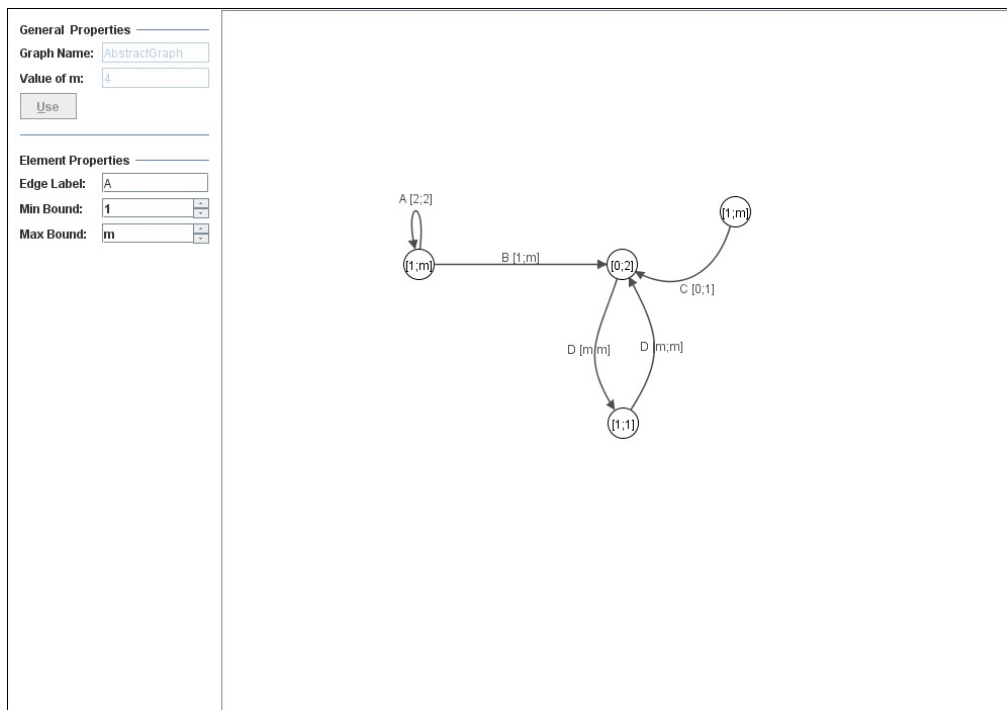 General Properties
Graph Name: AbstractGraph
Value of m: 4
Use
Element Properties
Edge Label: A
Min Bound: 1
Max Bound: m
A [2;2]
[1;m]
[1;m]
B [1;m]
[0;2]
C [0;1]
D [m;m]
D [m;m]
[1;1]